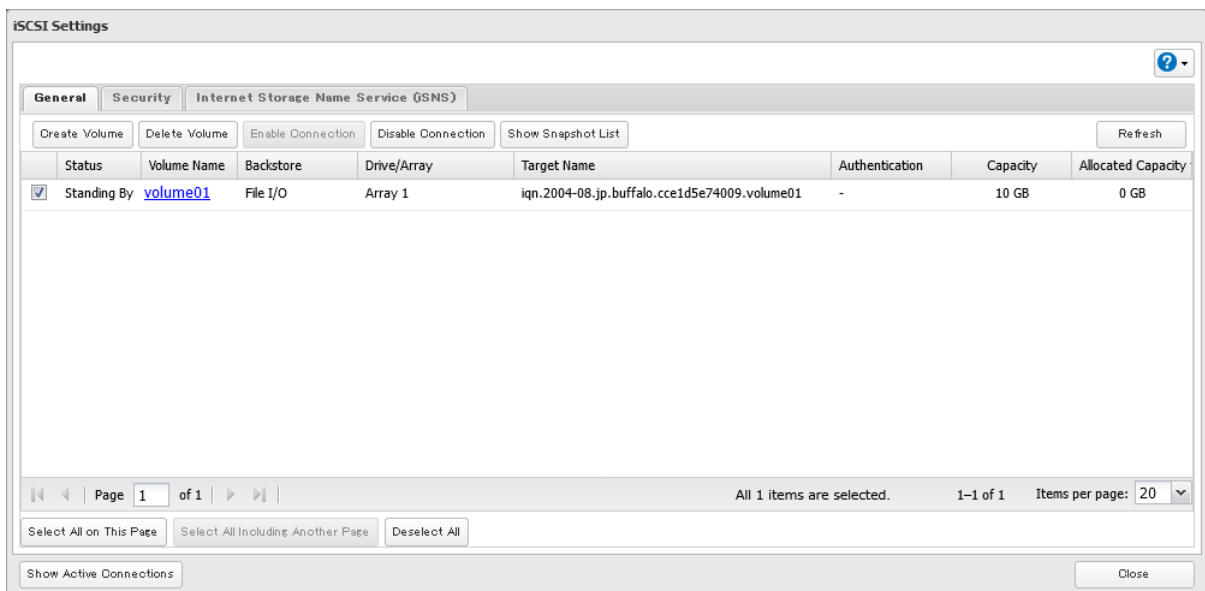 iSCSI Settings
?
General Security Internet Storage Name Service (iSNS)
Create Volume Delete Volume Enable Connection Disable Connection Show Snapshot List Refresh
Status Volume Name Backstore Drive/Array Target Name Authentication Capacity Allocated Capacity
Standing By volume01 File I/O Array 1 iqn.2004-08.jp.buffalo.cce1d5e74009.volume01 - 10 GB 0 GB
Page 1 of 1 All 1 items are selected. 1–1 of 1 Items per page: 20
Select All on This Page Select All Including Another Page Deselect All
Show Active Connections Close